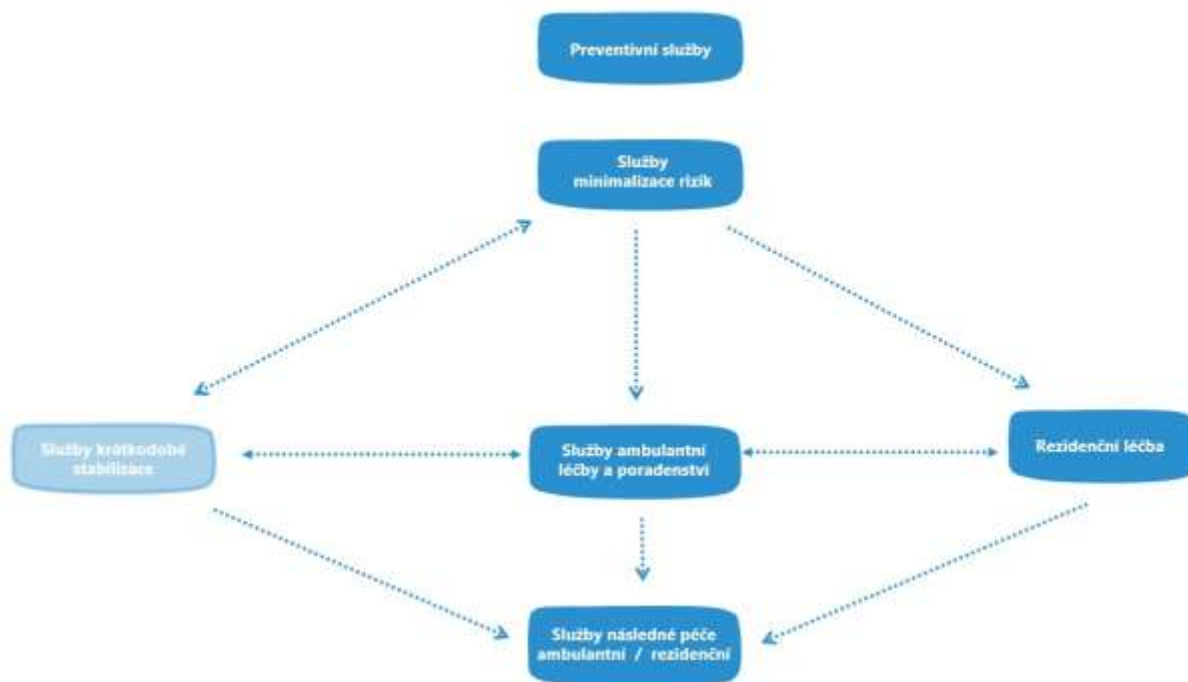 Preventivní služby
Služby
minimalizace rizik
Služby krátkodobé
stabilizace
Služby ambulantní
léčby a poradenství
Rezidenční léčba
Služby následné péče
ambulantní / rezidenční